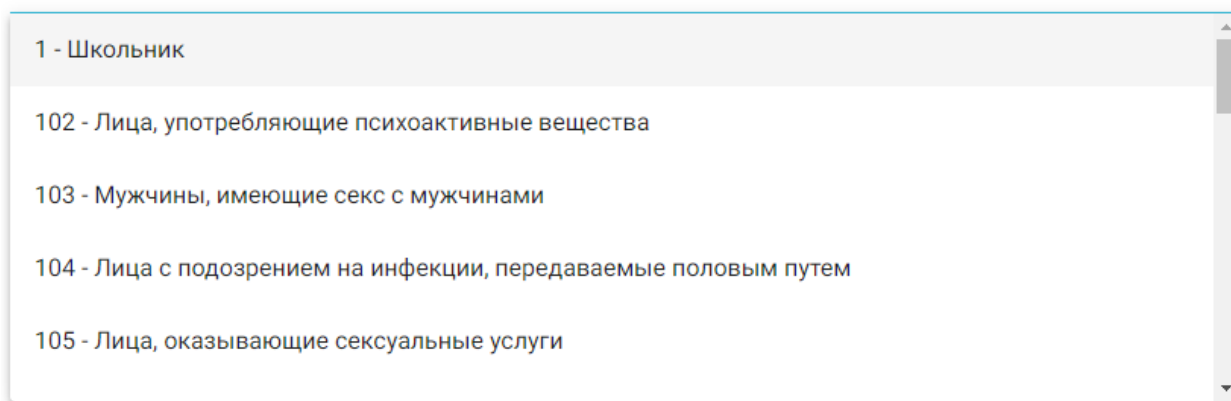 1 - Школьник
102 - Лица, употребляющие психоактивные вещества
103 - Мужчины, имеющие секс с мужчинами
104 - Лица с подозрением на инфекции, передаваемые половым путем
105 - Лица, оказывающие сексуальные услуги